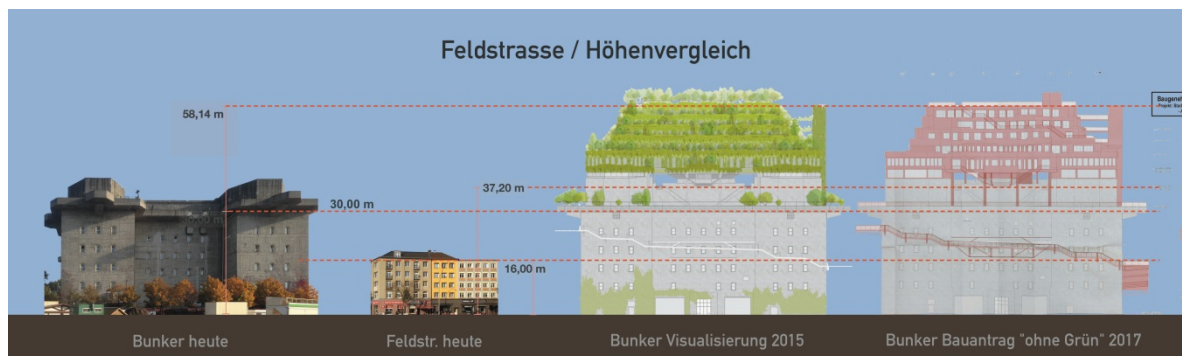 Feldstrasse / Höhenvergleich
58,14 m
37,20 m
30,00 m
16,00 m
Bunker heute
Feldstr. heute
Bunker Visualisierung 2015
Bunker Bauantrag "ohne Grün" 2017